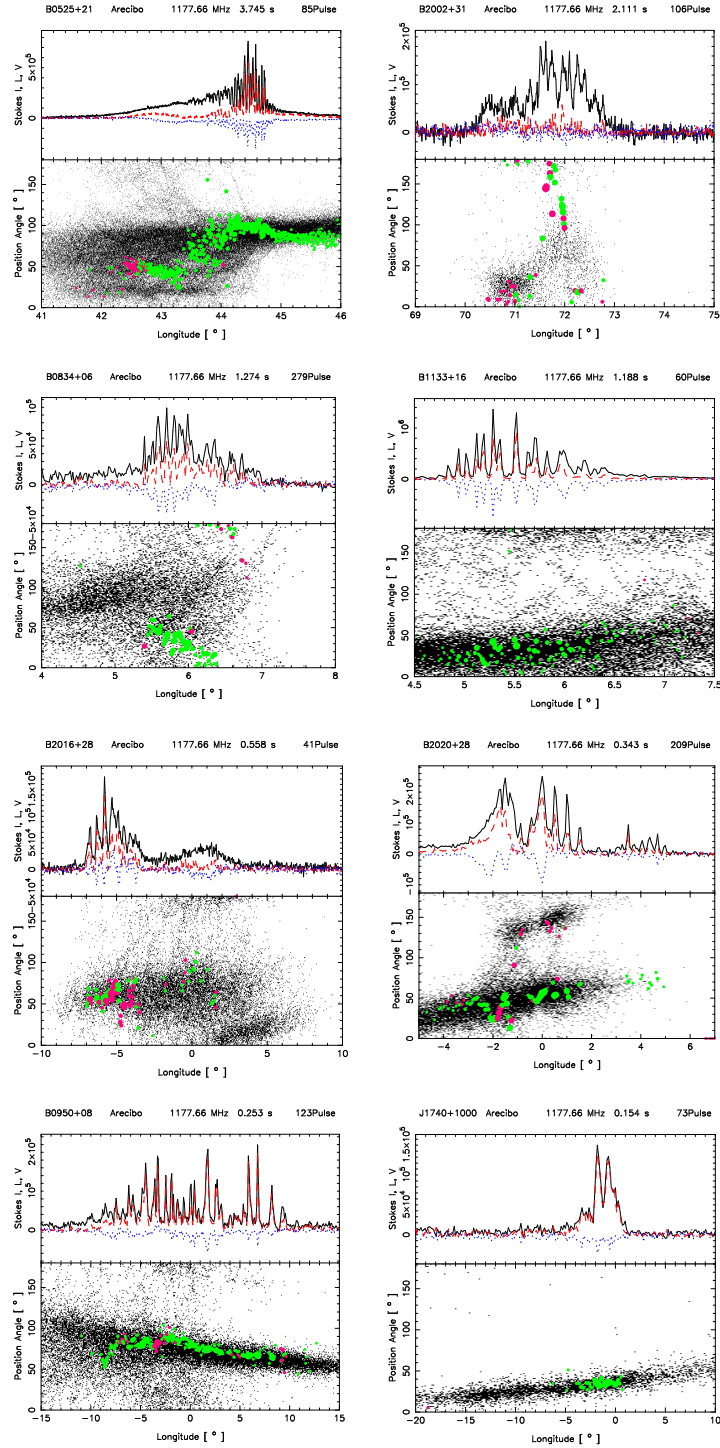 B0525+21 Arecibo 1177.66 MHz 3.745 s 85Pulse
Stokes I, L, V
0 5×10⁵
Position Angle [ ° ]
0 50 100 150
41 42 43 44 45 46
Longitude [ ° ]
B2002+31 Arecibo 1177.66 MHz 2.111 s 106Pulse
Stokes I, L, V
0 10⁵ 2×10⁵
Position Angle [ ° ]
0 50 100 150
69 70 71 72 73 74 75
Longitude [ ° ]
B0834+06 Arecibo 1177.66 MHz 1.274 s 279Pulse
Stokes I, L, V
−5×10⁴ 0 5×10⁴ 10⁵
Position Angle [ ° ]
0 50 100 150
4 5 6 7 8
Longitude [ ° ]
B1133+16 Arecibo 1177.66 MHz 1.188 s 60Pulse
Stokes I, L, V
0 10⁶
Position Angle [ ° ]
0 50 100 150
4.5 5 5.5 6 6.5 7 7.5
Longitude [ ° ]
B2016+28 Arecibo 1177.66 MHz 0.558 s 41Pulse
Stokes I, L, V
−5×10⁴ 0 5×10⁴ 10⁵ 1.5×10⁵
Position Angle [ ° ]
0 50 100 150
−10 −5 0 5 10
Longitude [ ° ]
B2020+28 Arecibo 1177.66 MHz 0.343 s 209Pulse
Stokes I, L, V
−10⁵ 0 10⁵ 2×10⁵
Position Angle [ ° ]
0 50 100 150
−4 −2 0 2 4 6
Longitude [ ° ]
B0950+08 Arecibo 1177.66 MHz 0.253 s 123Pulse
Stokes I, L, V
0 10⁵ 2×10⁵
Position Angle [ ° ]
0 50 100 150
−15 −10 −5 0 5 10 15
Longitude [ ° ]
J1740+1000 Arecibo 1177.66 MHz 0.154 s 73Pulse
Stokes I, L, V
0 5×10⁴ 10⁵ 1.5×10⁵
Position Angle [ ° ]
0 50 100 150
−20 −15 −10 −5 0 5 10
Longitude [ ° ]